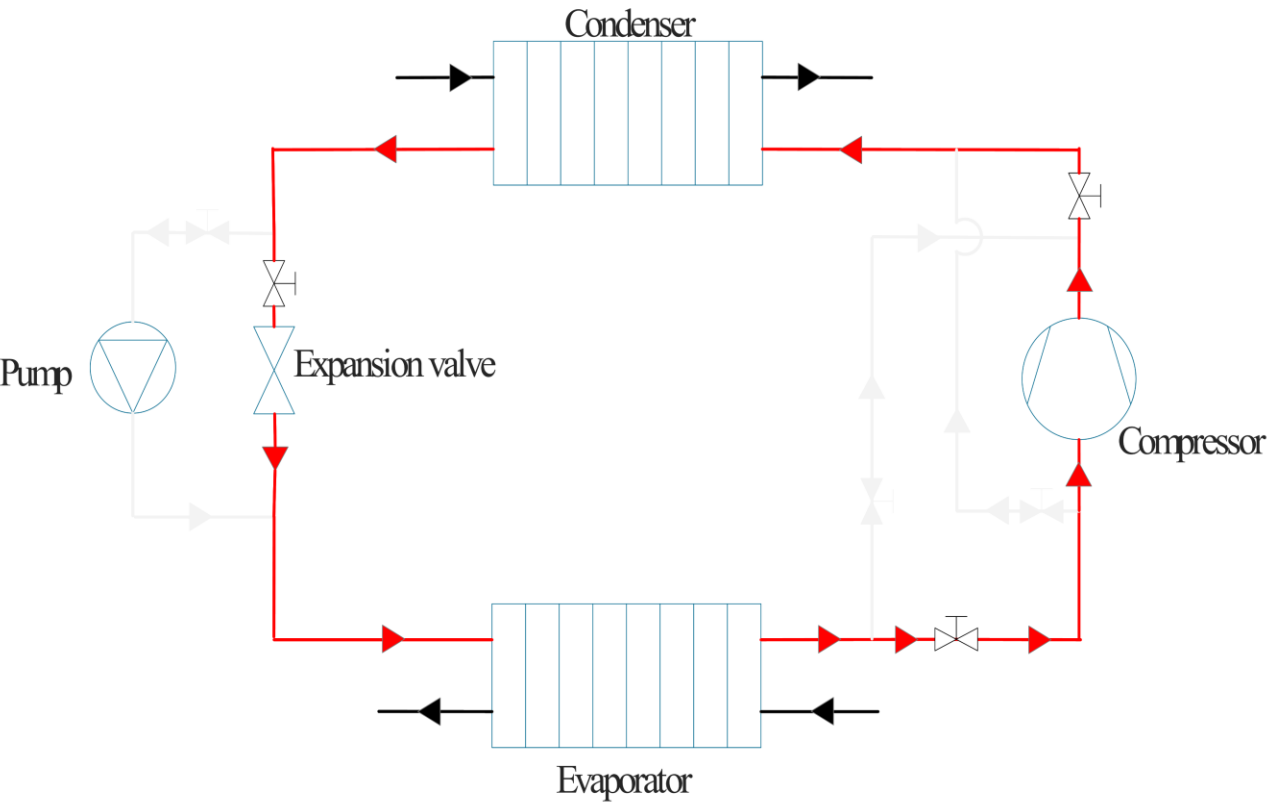 Condenser
Pump
Expansion valve
Compressor
Evaporator